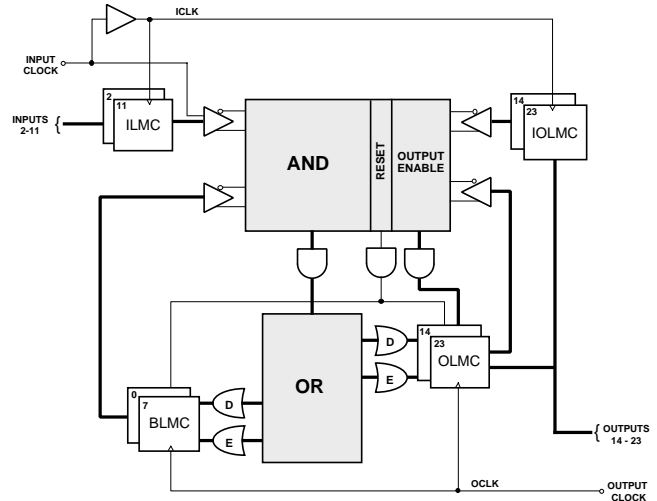 ICLK
INPUT
CLOCK
2
11
ILMC
INPUTS
2-11
{
AND
RESET
OUTPUT
ENABLE
14
23
IOLMC
OR
D
E
14
23
OLMC
0
7
BLMC
D
E
{ OUTPUTS
14 - 23
OCLK
OUTPUT
CLOCK